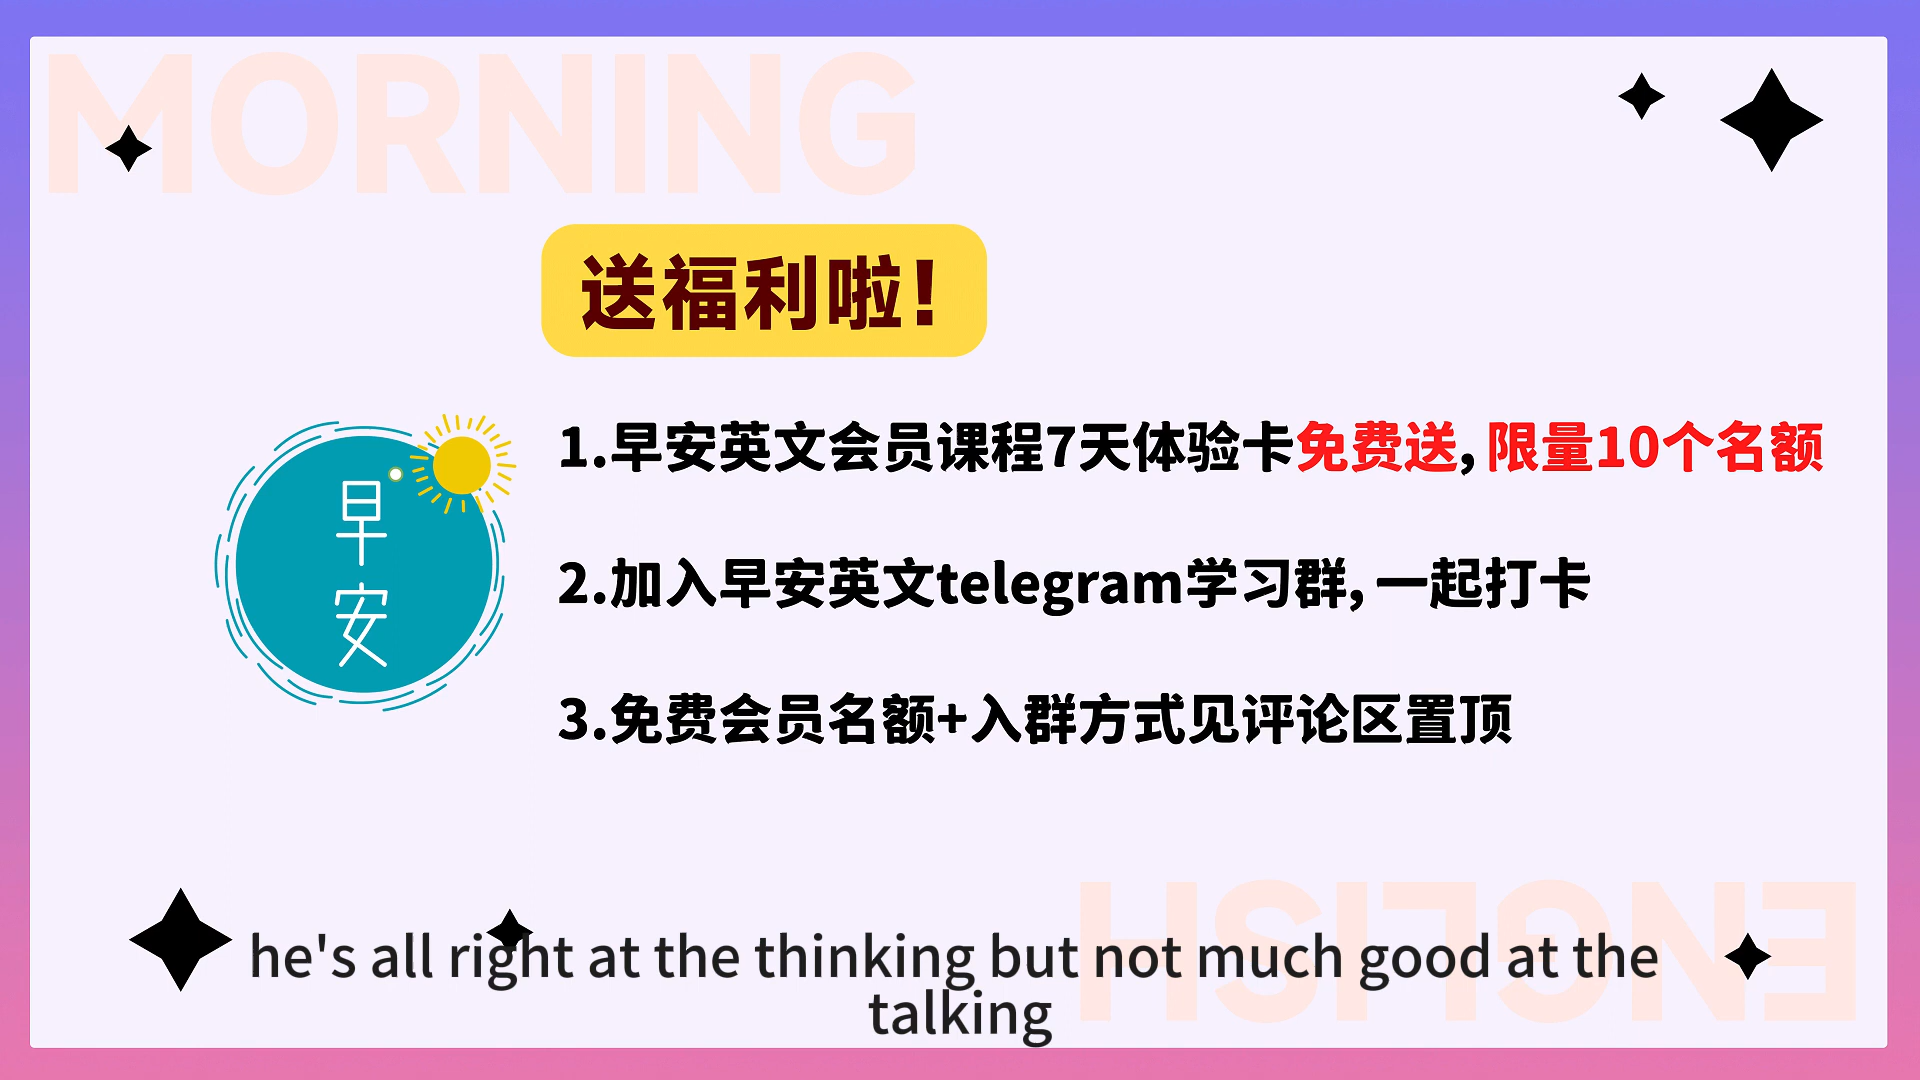 MORNING
送福利啦!
早安
1.早安英文会员课程7天体验卡免费送, 限量10个名额
2.加入早安英文telegram学习群, 一起打卡
3.免费会员名额+入群方式见评论区置顶
ENGLISH
he's all right at the thinking but not much good at the
talking